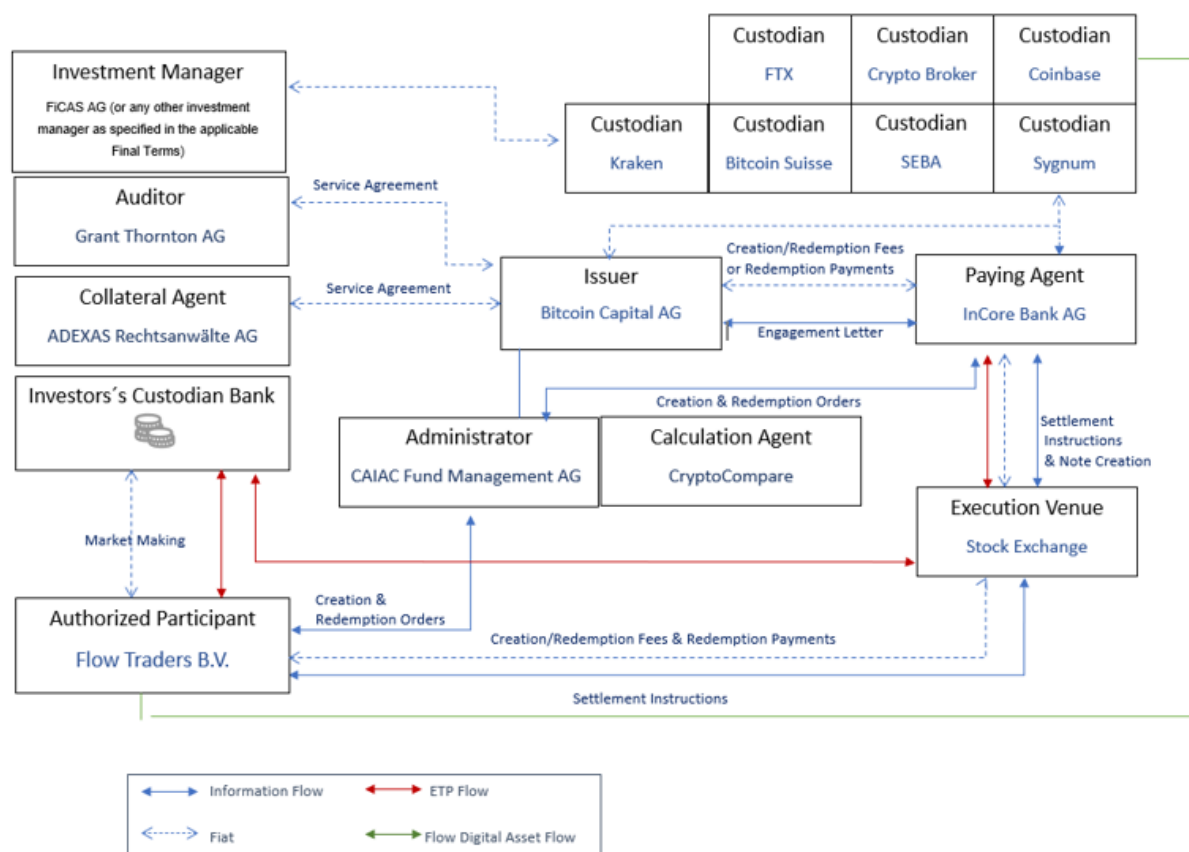 Custodian
FTX
Custodian
Crypto Broker
Custodian
Coinbase
Investment Manager
FiCAS AG (or any other investment
manager as specified in the applicable
Final Terms)
Custodian
Kraken
Custodian
Bitcoin Suisse
Custodian
SEBA
Custodian
Sygnum
Auditor
Grant Thornton AG
Service Agreement
Creation/Redemption Fees
or Redemption Payments
Issuer
Bitcoin Capital AG
Paying Agent
InCore Bank AG
Collateral Agent
ADEXAS Rechtsanwälte AG
Service Agreement
Engagement Letter
Investors´s Custodian Bank
Creation & Redemption Orders
Administrator
CAIAC Fund Management AG
Calculation Agent
CryptoCompare
Settlement
Instructions
& Note Creation
Execution Venue
Stock Exchange
Market Making
Authorized Participant
Flow Traders B.V.
Creation &
Redemption Orders
Creation/Redemption Fees & Redemption Payments
Settlement Instructions
Information Flow
ETP Flow
Fiat
Flow Digital Asset Flow